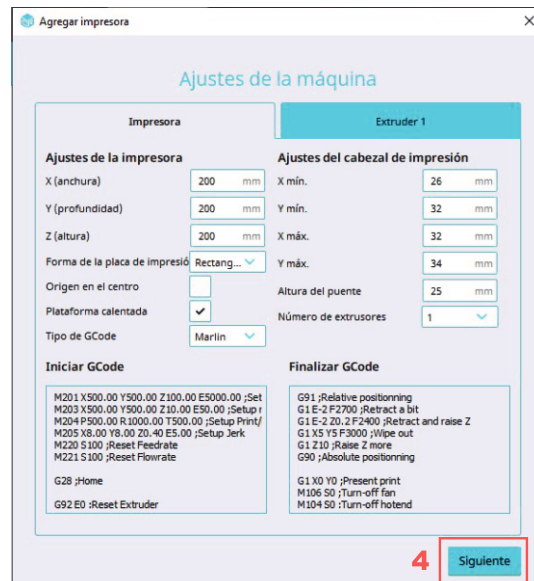 Agregar impresora
Ajustes de la máquina
Impresora
Extruder 1
Ajustes de la impresora
X (anchura) 200 mm
Y (profundidad) 200 mm
Z (altura) 200 mm
Forma de la placa de impresió Rectang...
Origen en el centro
Plataforma calentada
Tipo de GCode Marlin
Ajustes del cabezal de impresión
X mín. 26 mm
Y mín. 32 mm
X máx. 32 mm
Y máx. 34 mm
Altura del puente 25 mm
Número de extrusores 1
Iniciar GCode
M201 X500.00 Y500.00 Z100.00 E5000.00 ;Set
M203 X500.00 Y500.00 Z10.00 E50.00 ;Setup r
M204 P500.00 R1000.00 T500.00 ;Setup Print/
M205 X8.00 Y8.00 Z0.40 E5.00 ;Setup Jerk
M220 S100 ;Reset Feedrate
M221 S100 ;Reset Flowrate
G28 ;Home
G92 E0 ;Reset Extruder
Finalizar GCode
G91 ;Relative positionning
G1 E-2 F2700 ;Retract a bit
G1 E-2 Z0.2 F2400 ;Retract and raise Z
G1 X5 Y5 F3000 ;Wipe out
G1 Z10 ;Raise Z more
G90 ;Absolute positionning
G1 X0 Y0 ;Present print
M106 S0 ;Turn-off fan
M104 S0 ;Turn-off hotend
4
Siguiente